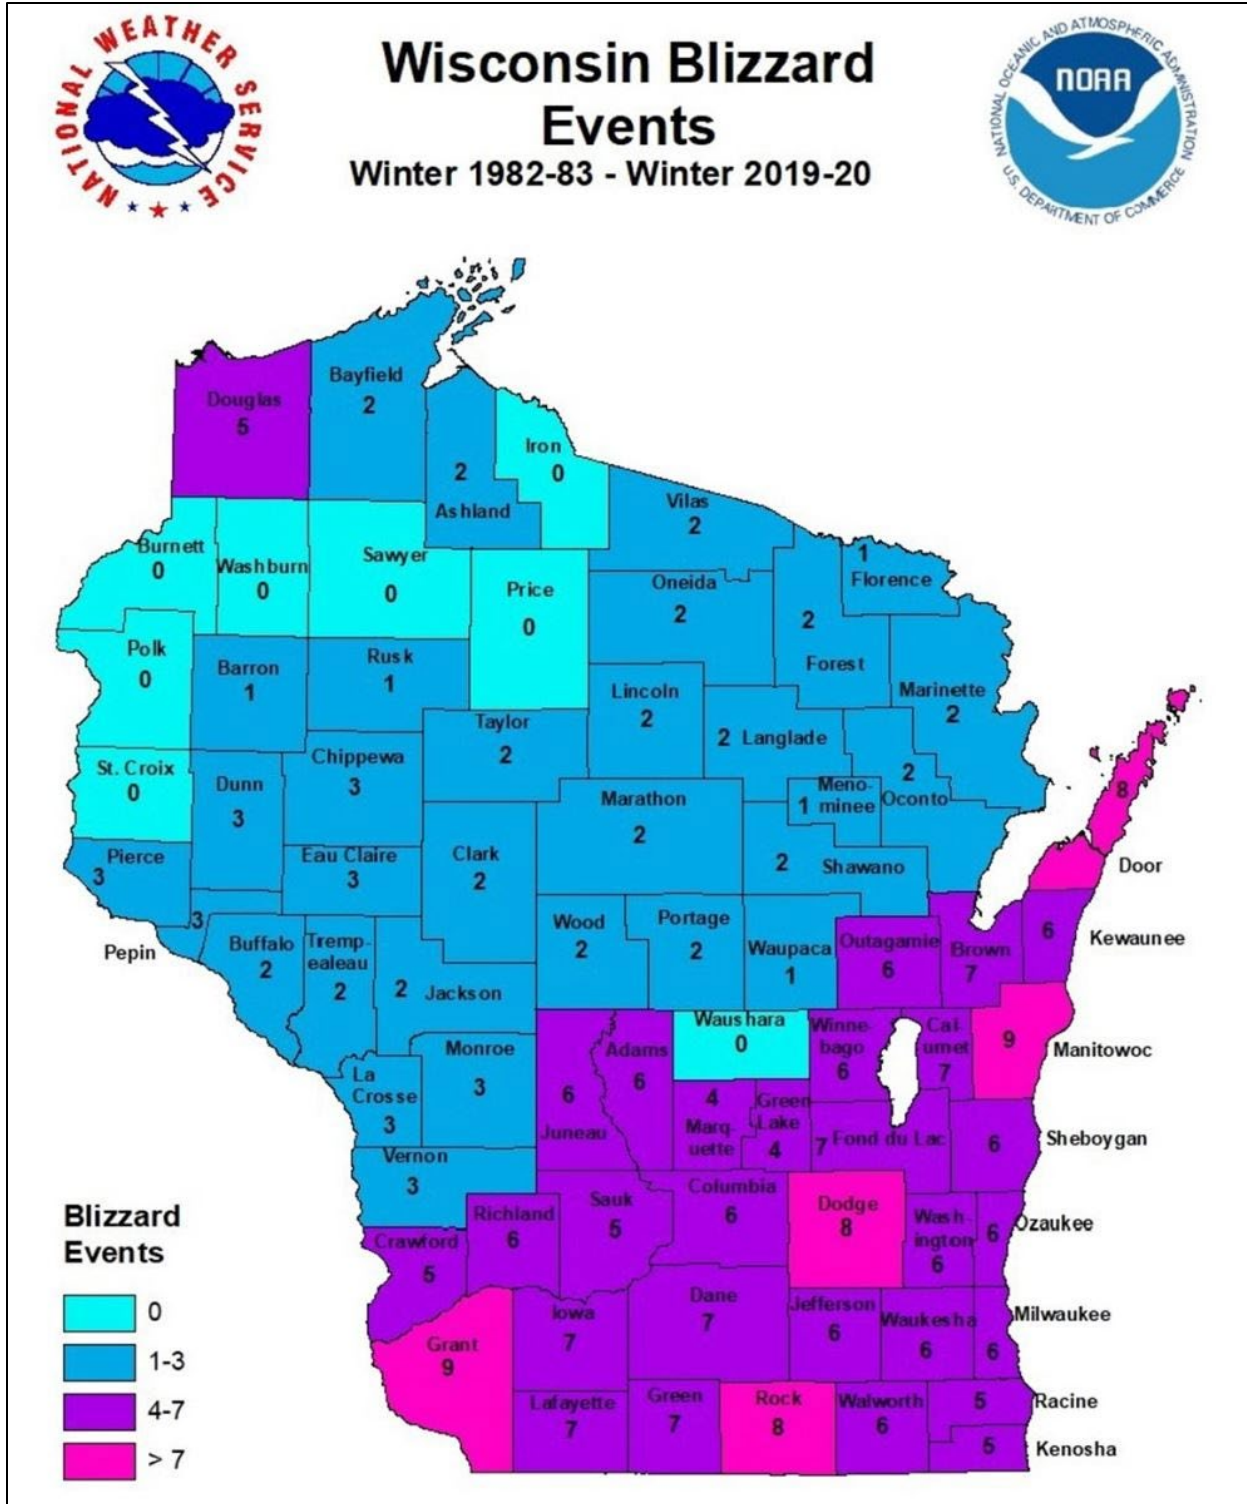 NATIONAL WEATHER SERVICE
Wisconsin Blizzard
Events
Winter 1982-83 - Winter 2019-20
NATIONAL OCEANIC AND ATMOSPHERIC ADMINISTRATION
NOAA
U.S. DEPARTMENT OF COMMERCE
Bayfield
2
Douglas
5
Iron
0
2
Ashland
Vilas
2
Burnett
0
Washburn
0
Sawyer
0
Price
0
Oneida
2
1
Florence
2
Forest
Polk
0
Barron
1
Rusk
1
Lincoln
2
Marinette
2
Taylor
2
2 Langlade
St. Croix
0
Dunn
3
Chippewa
3
Marathon
2
Meno-
1 minee
2
Oconto
8
Door
Pierce
3
Eau Claire
3
Clark
2
2 Shawano
3
Pepin
Buffalo
2
Tremp-
ealeau
2
2 Jackson
Wood
2
Portage
2
Waupaca
1
Outagamie
6
Brown
7
6
Kewaunee
Waushara
0
Winne-
bago
6
Cal-
umet
7
9
Manitowoc
La
Crosse
3
Monroe
3
6
Juneau
Adams
6
4
Marq-
uette
Green
Lake
4
7 Fond du Lac
6
Sheboygan
Vernon
3
Richland
6
Sauk
5
Columbia
6
Dodge
8
Wash-
ington
6
6
Ozaukee
Crawford
5
Grant
9
Iowa
7
Dane
7
Jefferson
6
Waukesha
6
6
Milwaukee
Lafayette
7
Green
7
Rock
8
Walworth
6
5
Racine
5
Kenosha
Blizzard
Events
0
1-3
4-7
> 7